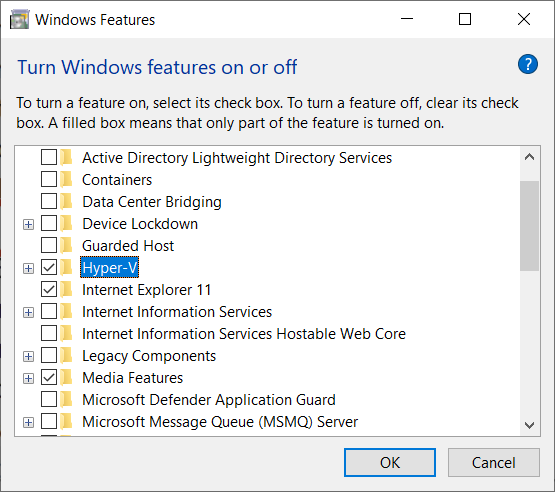 Windows Features
Turn Windows features on or off
?
To turn a feature on, select its check box. To turn a feature off, clear its check
box. A filled box means that only part of the feature is turned on.
Active Directory Lightweight Directory Services
Containers
Data Center Bridging
Device Lockdown
Guarded Host
Hyper-V
Internet Explorer 11
Internet Information Services
Internet Information Services Hostable Web Core
Legacy Components
Media Features
Microsoft Defender Application Guard
Microsoft Message Queue (MSMQ) Server
OK
Cancel